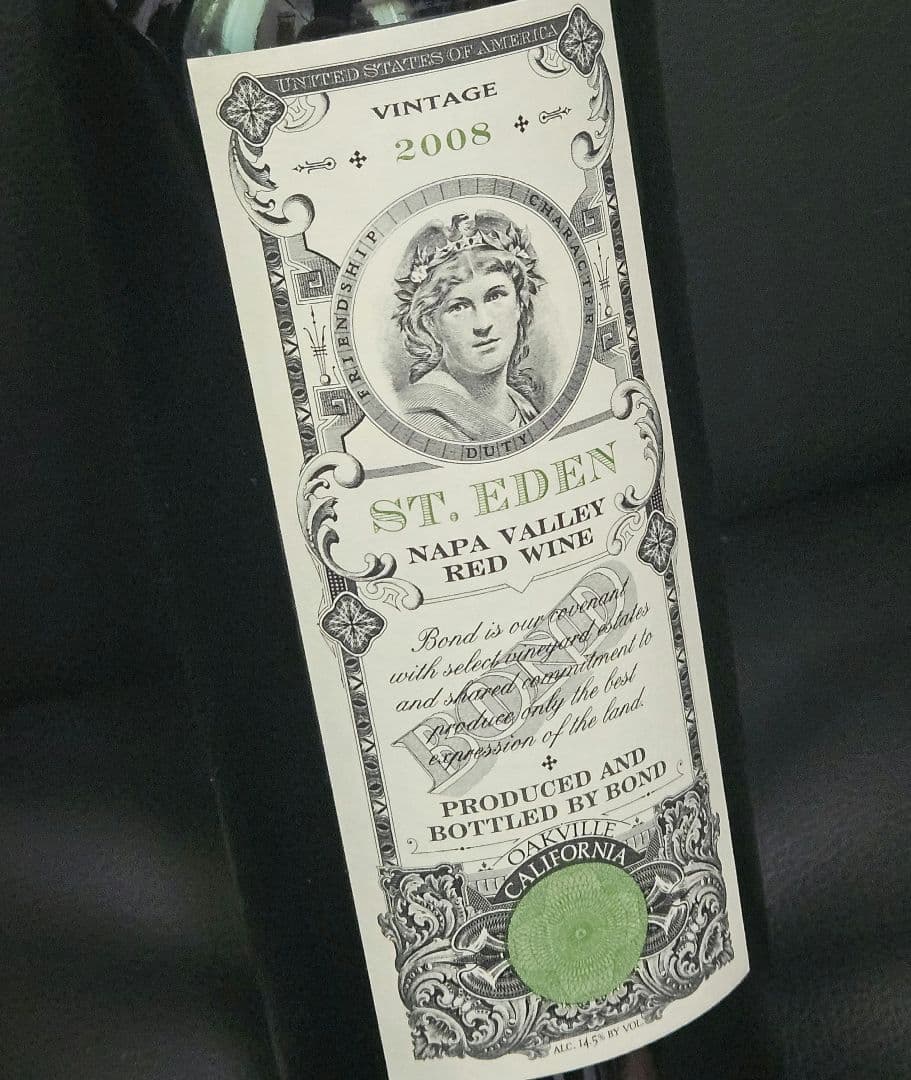 UNITED STATES OF AMERICA
VINTAGE
2008
FRIENDSHIP
CHARACTER
DUTY
ST. EDEN
NAPA VALLEY
RED WINE
BOND
Bond is our covenant
with select vineyard estates
and shared commitment to
produce only the best
expression of the land.
PRODUCED AND
BOTTLED BY BOND
OAKVILLE
CALIFORNIA
ALC. 14.5% BY VOL.